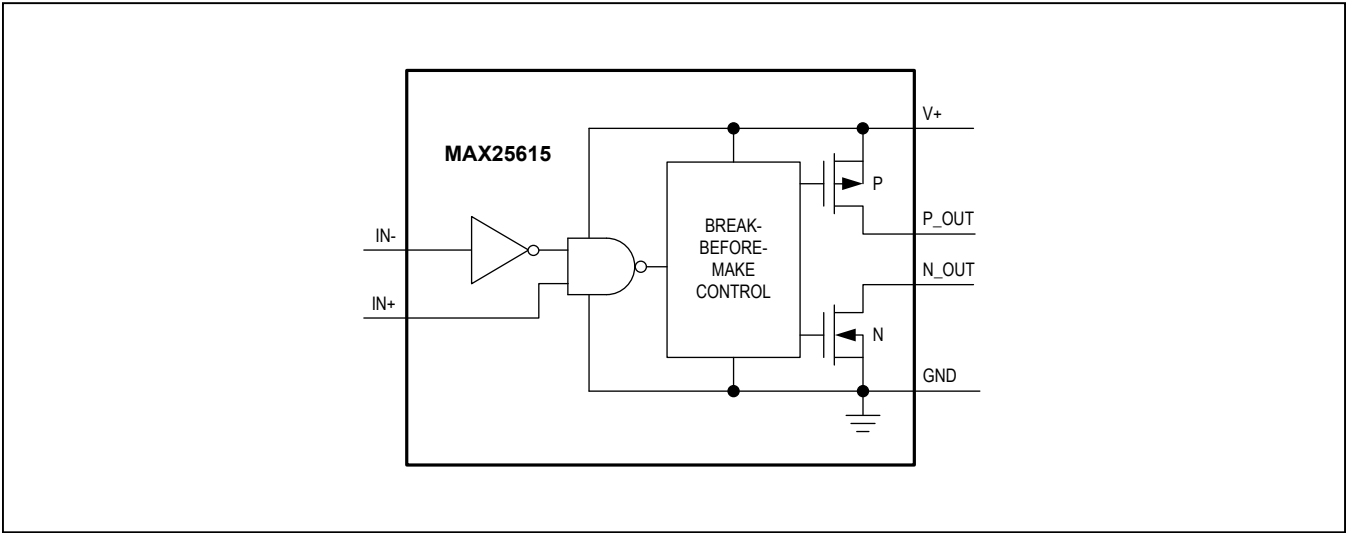 V+
MAX25615
P
BREAK-
BEFORE-
MAKE
CONTROL
P_OUT
IN-
N_OUT
IN+
N
GND